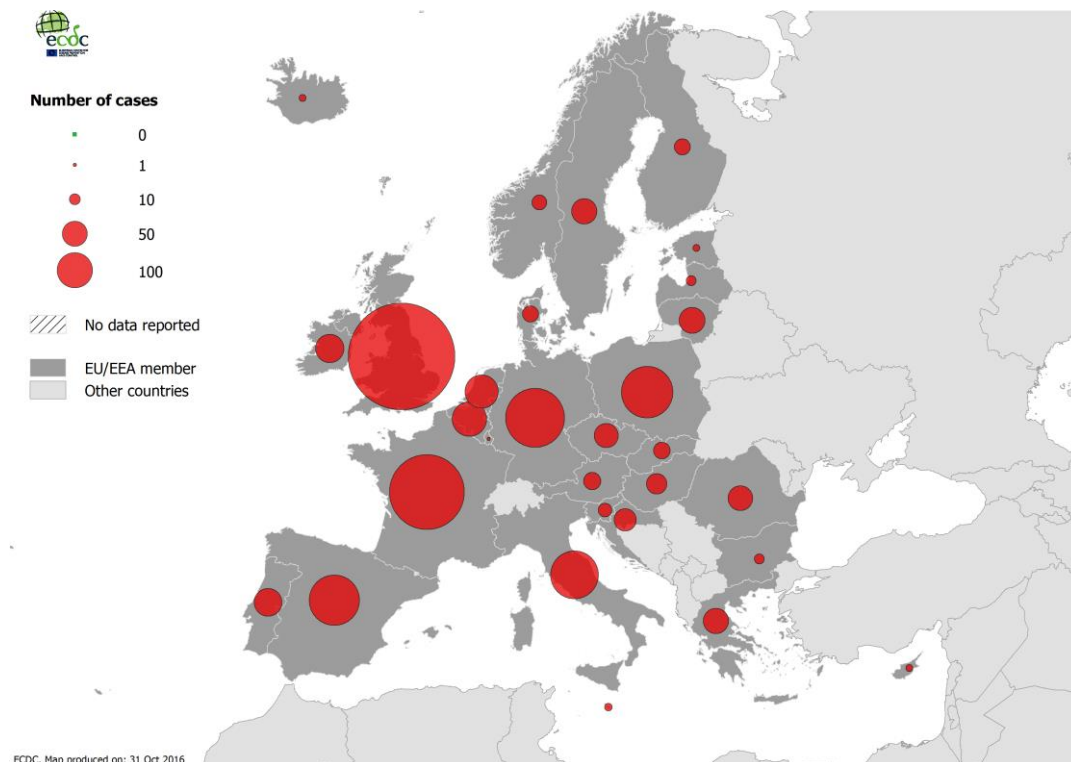 ecdc
Number of cases
0
1
10
50
100
No data reported
EU/EEA member
Other countries
ECDC. Map produced on: 31 Oct 2016